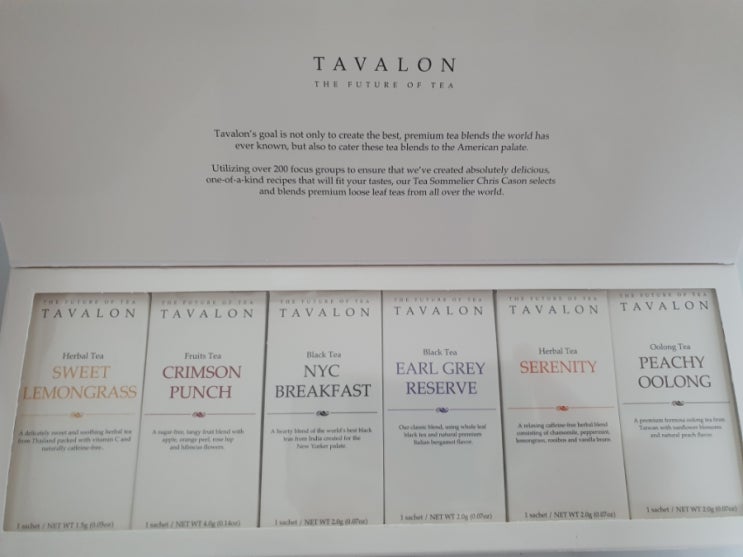 TAVALON
THE FUTURE OF TEA
Tavalon's goal is not only to create the best, premium tea blends the world has
ever known, but also to cater these tea blends to the American palate.
Utilizing over 200 focus groups to ensure that we've created absolutely delicious,
one-of-a-kind recipes that will fit your tastes, our Tea Sommelier Chris Cason selects
and blends premium loose leaf teas from all over the world.
THE FUTURE OF TEA
TAVALON
Herbal Tea
SWEET
LEMONGRASS
A delicately sweet and soothing herbal tea
from Thailand packed with vitamin C and
naturally caffeine-free.
1 sachet / NET WT 1.5g (0.05oz)
THE FUTURE OF TEA
TAVALON
Fruits Tea
CRIMSON
PUNCH
A sugar-free, tangy fruit blend with
apple, orange peel, rose hip
and hibiscus flowers.
1 sachet / NET WT 4.0g (0.14oz)
THE FUTURE OF TEA
TAVALON
Black Tea
NYC
BREAKFAST
A hearty blend of the world's best black
teas from India created for the
New Yorker palate.
1 sachet / NET WT 2.0g (0.07oz)
THE FUTURE OF TEA
TAVALON
Black Tea
EARL GREY
RESERVE
Our classic blend, using whole leaf
black tea and natural premium
Italian bergamot flavor.
1 sachet / NET WT 2.0g (0.07oz)
THE FUTURE OF TEA
TAVALON
Herbal Tea
SERENITY
A relaxing caffeine-free herbal blend
consisting of chamomile, peppermint,
lemongrass, rooibos and vanilla bean.
1 sachet / NET WT 2.0g (0.07oz)
THE FUTURE OF TEA
TAVALON
Oolong Tea
PEACHY
OOLONG
A premium formosa oolong tea from
Taiwan with sunflower blossoms
and natural peach flavor.
1 sachet / NET WT 2.0g (0.07oz)